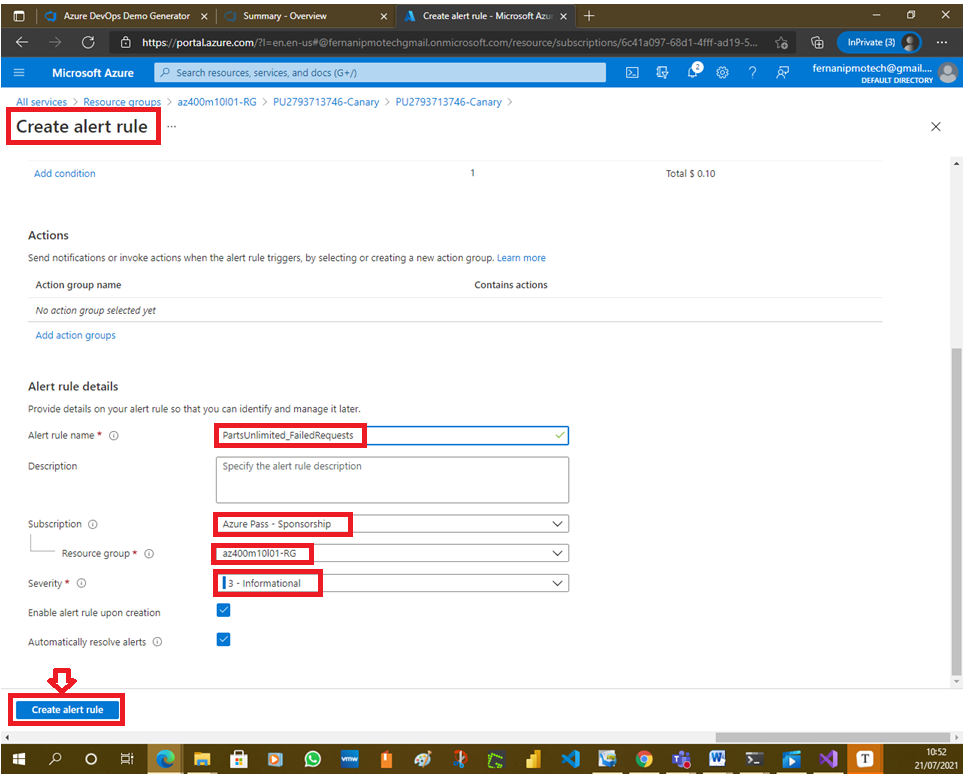 Azure DevOps Demo Generator
Summary - Overview
Create alert rule - Microsoft Azur
https://portal.azure.com/?l=en.en-us#@fernanipmotechgmail.onmicrosoft.com/resource/subscriptions/6c41a097-68d1-4fff-ad19-5...
InPrivate (3)
Microsoft Azure
Search resources, services, and docs (G+/)
2
fernanipmotech@gmail....
DEFAULT DIRECTORY
All services > Resource groups > az400m10l01-RG > PU2793713746-Canary > PU2793713746-Canary >
Create alert rule ...
Add condition 1 Total $ 0.10
Actions
Send notifications or invoke actions when the alert rule triggers, by selecting or creating a new action group. Learn more
Action group name Contains actions
No action group selected yet
Add action groups
Alert rule details
Provide details on your alert rule so that you can identify and manage it later.
Alert rule name * PartsUnlimited_FailedRequests
Description Specify the alert rule description
Subscription Azure Pass - Sponsorship
Resource group * az400m10l01-RG
Severity * 3 - Informational
Enable alert rule upon creation
Automatically resolve alerts
Create alert rule
vmw
W
T
10:52
21/07/2021